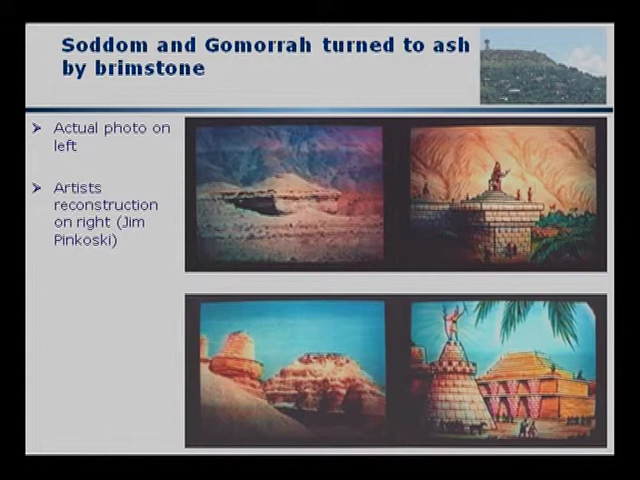 Soddom and Gomorrah turned to ash
by brimstone
Actual photo on
left
Artists
reconstruction
on right (Jim
Pinkoski)